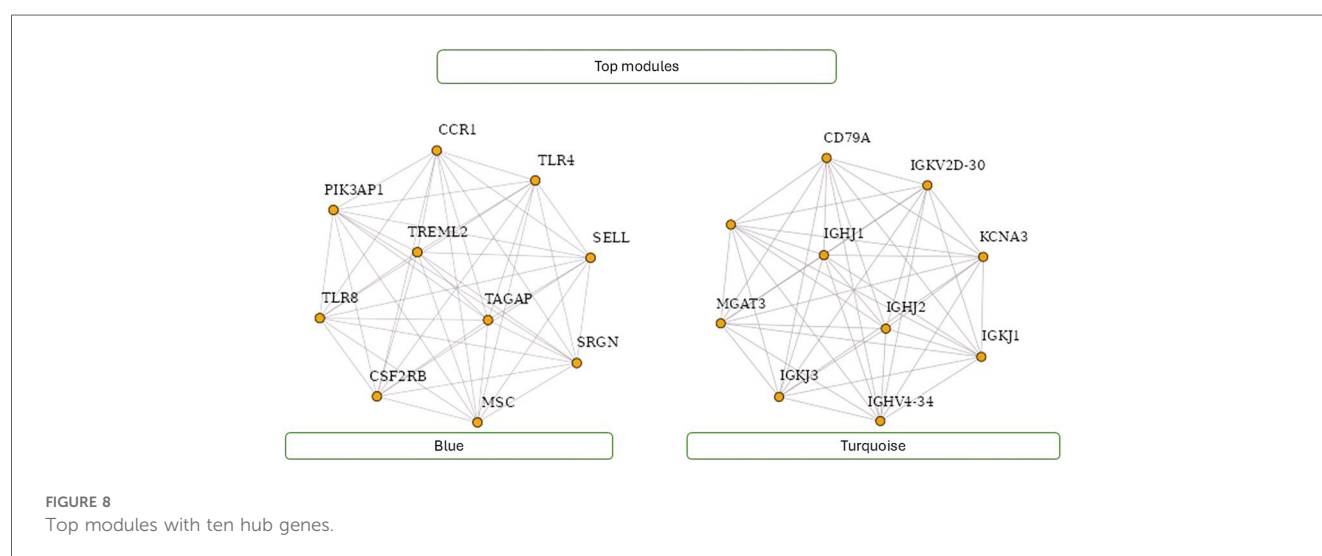 Top modules
CCR1
TLR4
PIK3AP1
TREML2
SELL
TLR8
TAGAP
SRGN
CSF2RB
MSC
Blue
CD79A
IGKV2D-30
IGHJ1
KCNA3
MGAT3
IGHJ2
IGKJ1
IGKJ3
IGHV4-34
Turquoise
FIGURE 8
Top modules with ten hub genes.